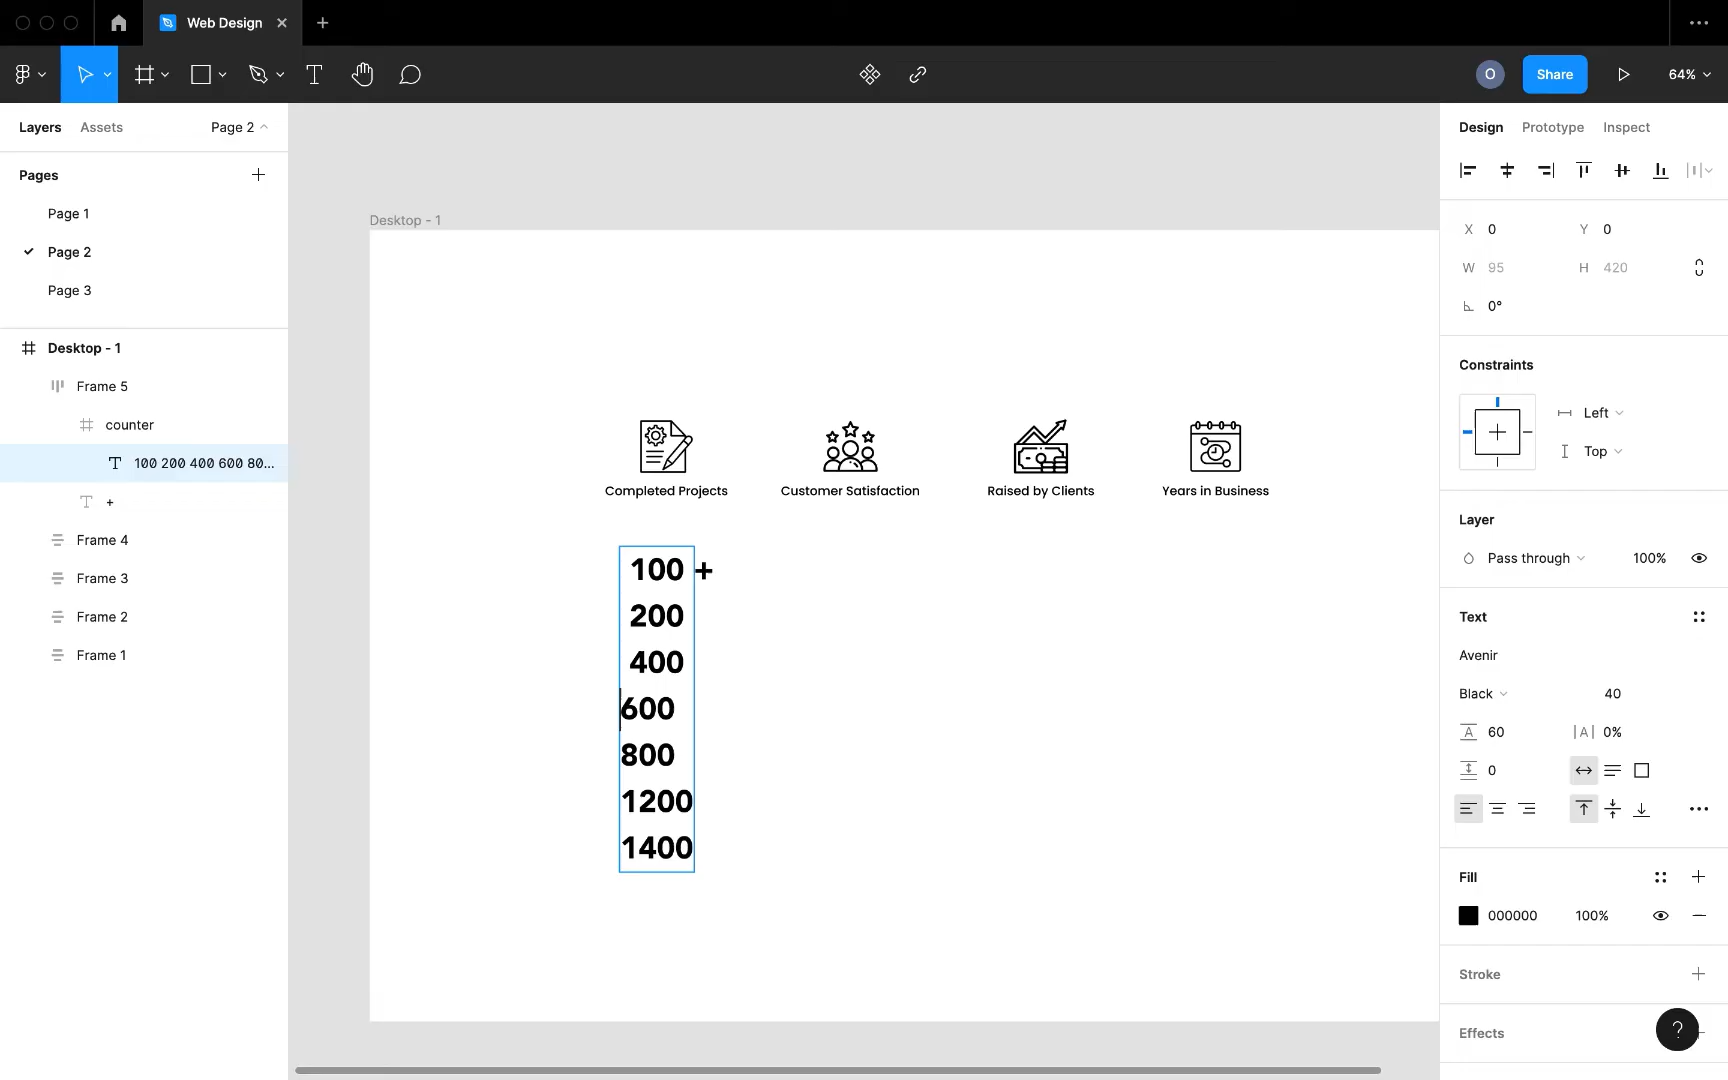 Web Design
Share
64%
O
Layers
Assets
Page 2
Pages
Page 1
Page 2
Page 3
Desktop - 1
Frame 5
counter
100 200 400 600 80...
+
Frame 4
Frame 3
Frame 2
Frame 1
Desktop - 1
Completed Projects
Customer Satisfaction
Raised by Clients
Years in Business
100 +
200
400
600
800
1200
1400
Design
Prototype
Inspect
X 0
Y 0
W 95
H 420
0°
Constraints
Left
Top
Layer
Pass through
100%
Text
Avenir
Black
40
A 60
|A| 0%
0
Fill
000000
100%
Stroke
Effects
?